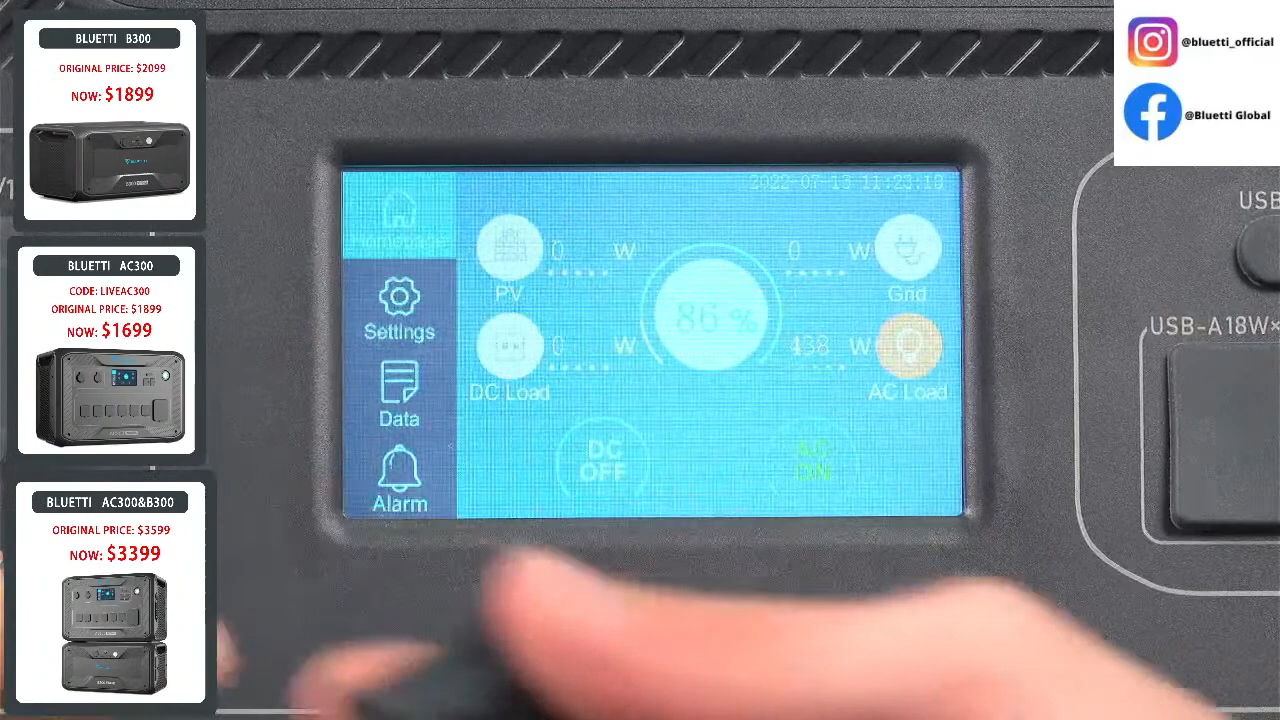 BLUETTI B300
ORIGINAL PRICE: $2099
NOW: $1899
BLUETTI AC300
CODE: LIVEAC300
ORIGINAL PRICE: $1899
NOW: $1699
BLUETTI AC300&B300
ORIGINAL PRICE: $3599
NOW: $3399
@bluetti_official
@Bluetti Global
2022-07-13 11:23:18
Homepage
Settings
Data
Alarm
0 W
PV
0 W
DC Load
86 %
0 W
Grid
438 W
AC Load
DC
OFF
AC
ON
USB
USB-A 18W×